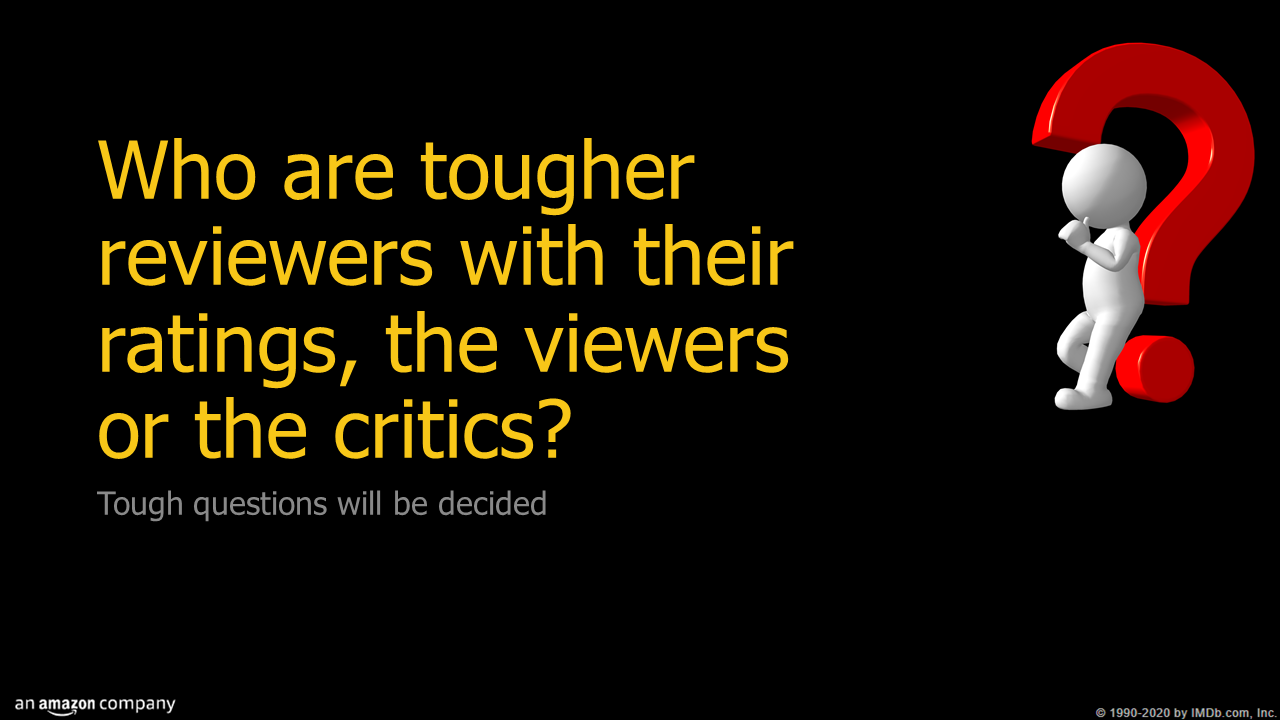 Who are tougher
reviewers with their
ratings, the viewers
or the critics?
Tough questions will be decided
an amazon company
© 1990-2020 by IMDb.com, Inc.